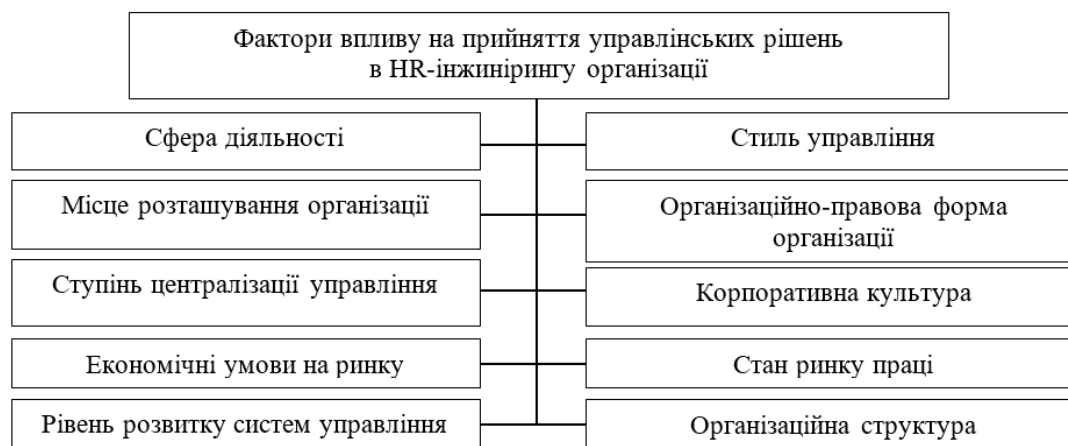 Фактори впливу на прийняття управлінських рішень
в HR-інжинірингу організації
Сфера діяльності
Стиль управління
Місце розташування організації
Організаційно-правова форма
організації
Ступінь централізації управління
Корпоративна культура
Економічні умови на ринку
Стан ринку праці
Рівень розвитку систем управління
Організаційна структура